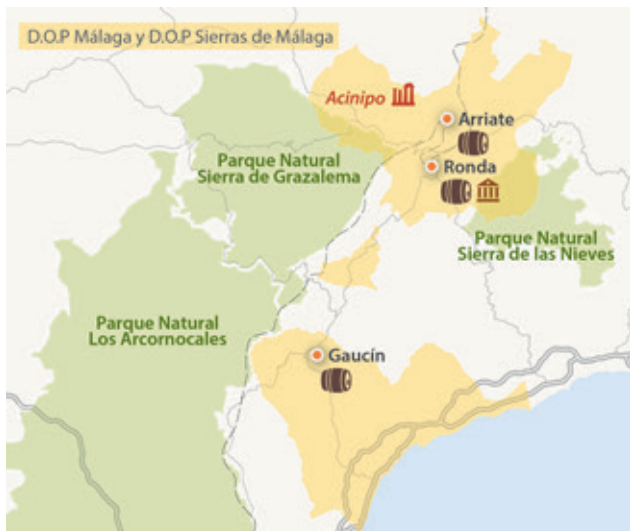 D.O.P Málaga y D.O.P Sierras de Málaga
Acinipo
Arriate
Ronda
Parque Natural
Sierra de Grazalema
Parque Natural
Sierra de las Nieves
Parque Natural
Los Arcornocales
Gaucín